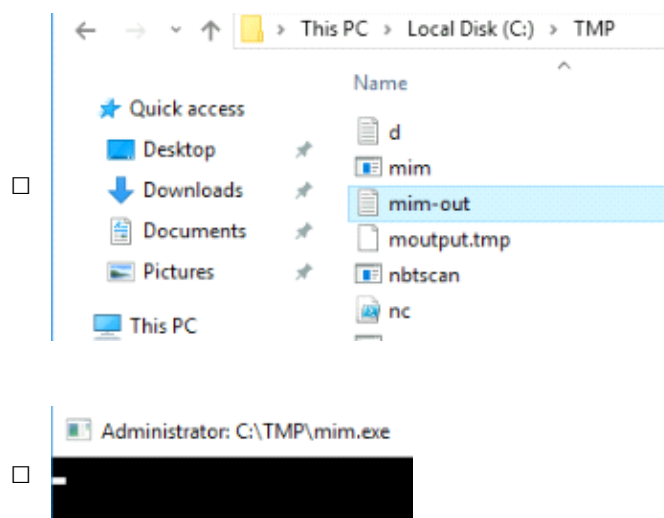 This PC > Local Disk (C:) > TMP
Name
Quick access
d
Desktop
mim
Downloads
mim-out
Documents
moutput.tmp
Pictures
nbtscan
nc
This PC
Administrator: C:\TMP\mim.exe